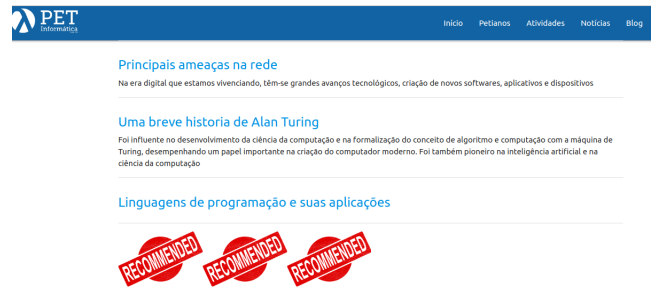 PET
Informática
Início Petianos Atividades Notícias Blog
Principais ameaças na rede
Na era digital que estamos vivenciando, têm-se grandes avanços tecnológicos, criação de novos softwares, aplicativos e dispositivos
Uma breve historia de Alan Turing
Foi influente no desenvolvimento da ciência da computação e na formalização do conceito de algoritmo e computação com a máquina de
Turing, desempenhando um papel importante na criação do computador moderno. Foi também pioneiro na inteligência artificial e na
ciência da computação
Linguagens de programação e suas aplicações
RECOMMENDED RECOMMENDED RECOMMENDED